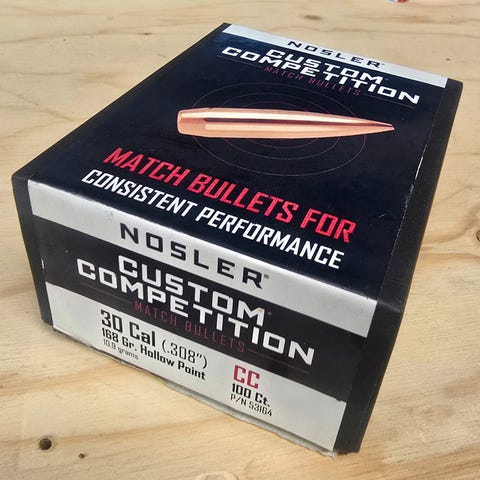 NOSLER
CUSTOM
COMPETITION
MATCH BULLETS
MATCH BULLETS FOR
CONSISTENT PERFORMANCE
NOSLER®
CUSTOM
COMPETITION
MATCH BULLETS
30 Cal (.308")
168 Gr. Hollow Point
10.9 grams
CC
100 Ct.
P/N 53164